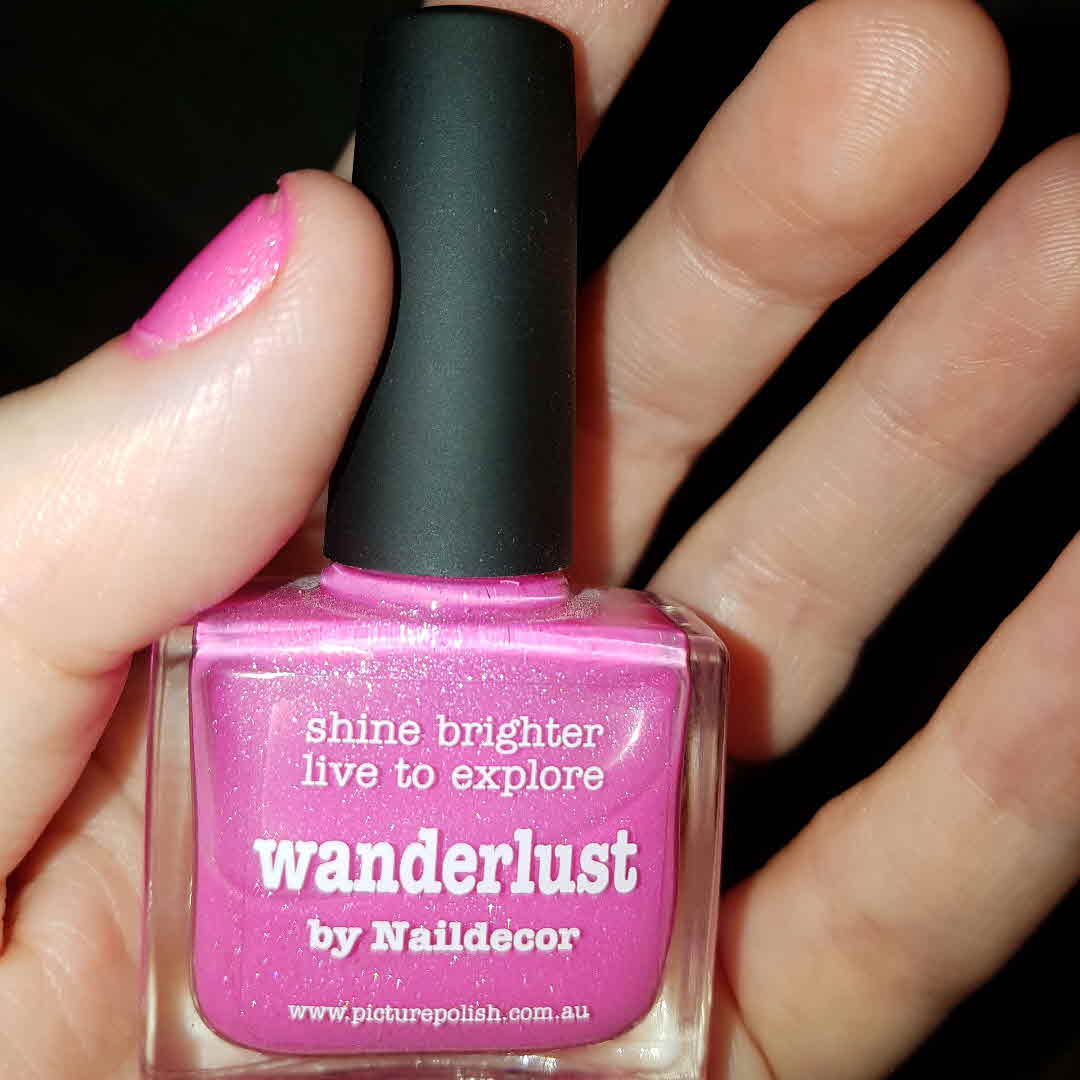 shine brighter
live to explore
wanderlust
by Naildecor
www.picturepolish.com.au